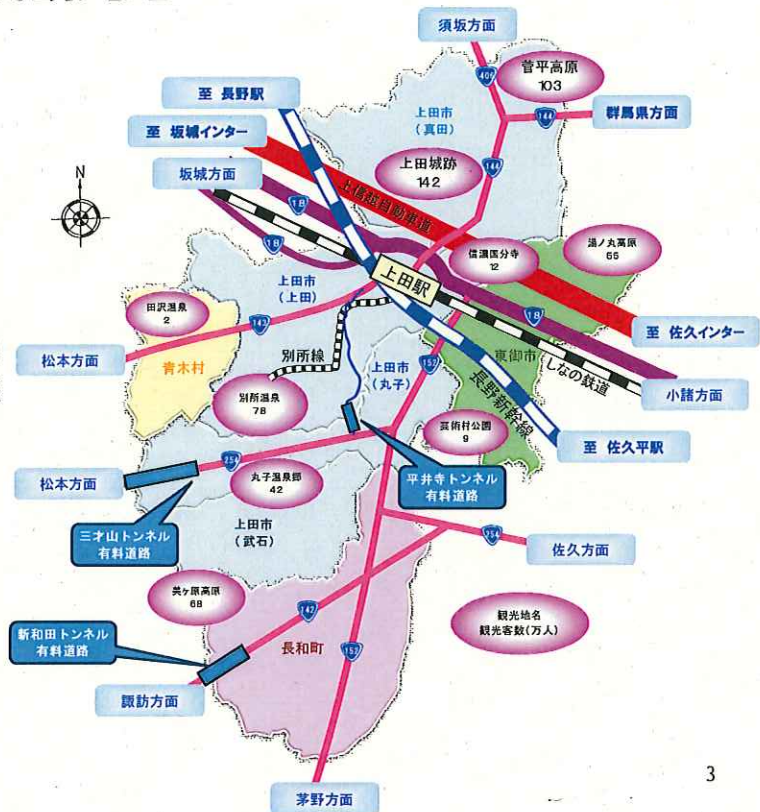 須坂方面
406
菅平高原
103
至 長野駅
144
群馬県方面
上田市
(真田)
至 坂城インター
上田城跡
142
144
坂城方面
N
上信越自動車道
18
18
信濃国分寺
12
湯ノ丸高原
65
上田駅
上田市
(上田)
田沢温泉
2
143
18
至 佐久インター
松本方面
青木村
別所線
上田市
(丸子)
152
東御市
しなの鉄道
小諸方面
長野新幹線
別所温泉
78
芸術村公園
9
至 佐久平駅
254
松本方面
丸子温泉郷
42
平井寺トンネル
有料道路
三才山トンネル
有料道路
上田市
(武石)
254
佐久方面
美ヶ原高原
68
142
観光地名
観光客数(万人)
新和田トンネル
有料道路
長和町
152
諏訪方面
茅野方面
3